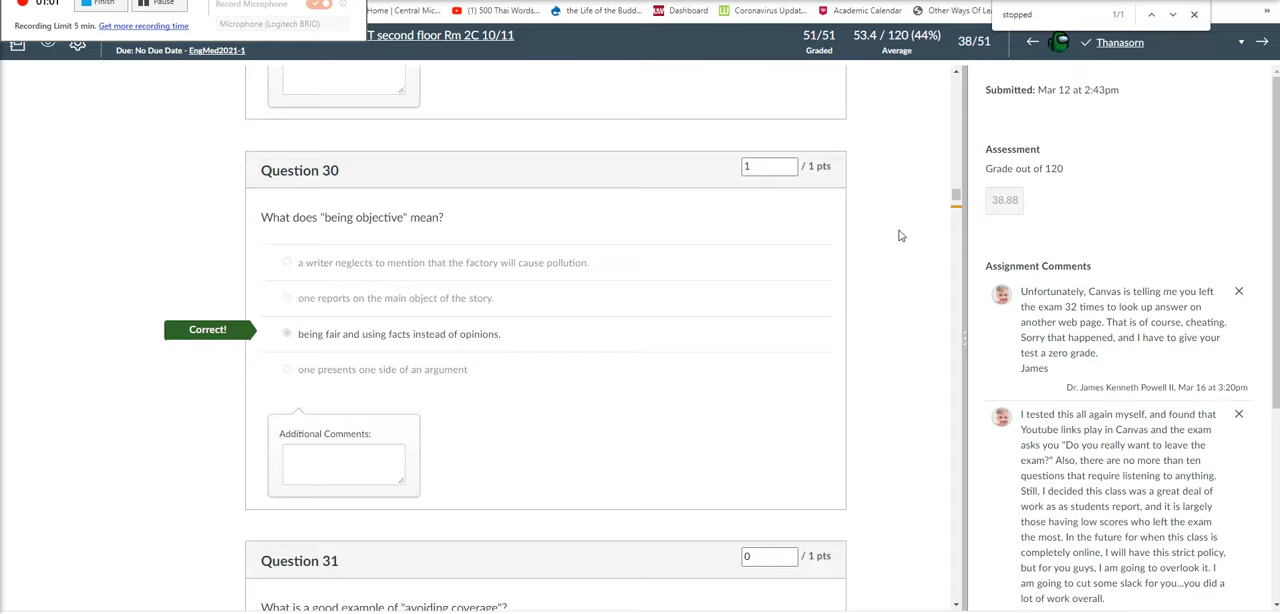 01:01
Finish
Pause
Record Microphone
Recording Limit 5 min. Get more recording time
Microphone (Logitech BRIO)
Home | Central Mic...
(1) 500 Thai Words...
the Life of the Budd...
Dashboard
Coronavirus Updat...
Academic Calendar
Other Ways Of Le
stopped
1/1
T second floor Rm 2C 10/11
Due: No Due Date - EngMed2021-1
51/51
Graded
53.4 / 120 (44%)
Average
38/51
Thanasorn
Question 30
1
/ 1 pts
What does "being objective" mean?
a writer neglects to mention that the factory will cause pollution.
one reports on the main object of the story.
Correct!
being fair and using facts instead of opinions.
one presents one side of an argument
Additional Comments:
Question 31
0
/ 1 pts
What is a good example of "avoiding coverage"?
Submitted: Mar 12 at 2:43pm
Assessment
Grade out of 120
38.88
Assignment Comments
Unfortunately, Canvas is telling me you left
the exam 32 times to look up answer on
another web page. That is of course, cheating.
Sorry that happened, and I have to give your
test a zero grade.
James
Dr. James Kenneth Powell II, Mar 16 at 3:20pm
I tested this all again myself, and found that
Youtube links play in Canvas and the exam
asks you "Do you really want to leave the
exam?" Also, there are no more than ten
questions that require listening to anything.
Still, I decided this class was a great deal of
work as as students report, and it is largely
those having low scores who left the exam
the most. In the future for when this class is
completely online, I will have this strict policy,
but for you guys, I am going to overlook it. I
am going to cut some slack for you...you did a
lot of work overall.